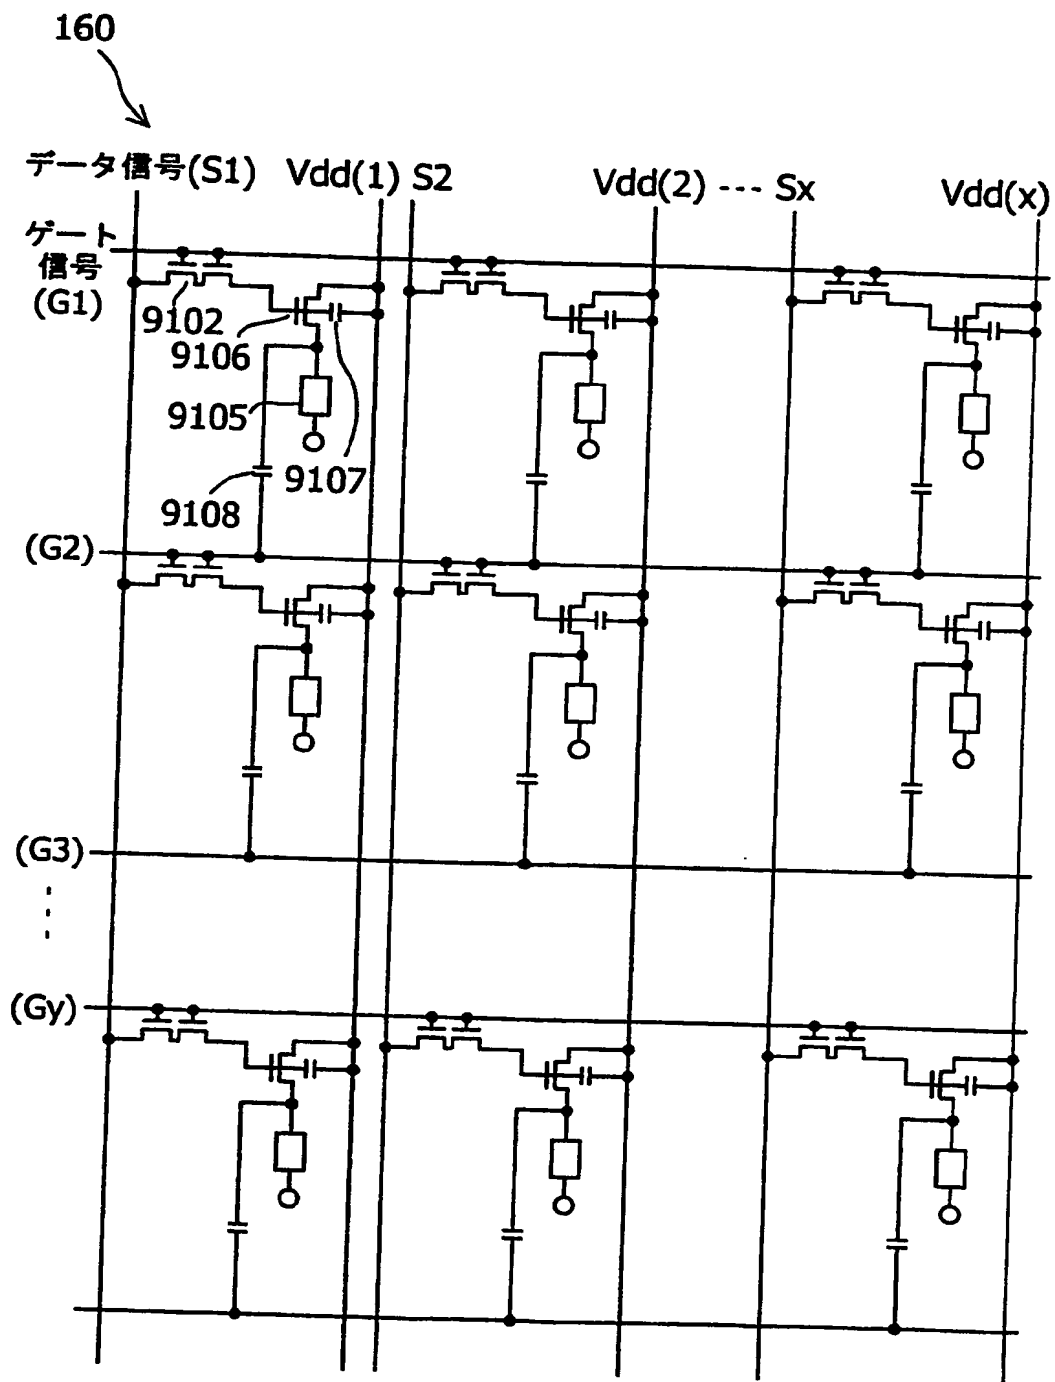 160
データ信号(S1)
Vdd(1)
S2
Vdd(2)
---
Sx
Vdd(x)
ゲート
信号
(G1)
9102
9106
9105
9107
9108
(G2)
(G3)
(Gy)